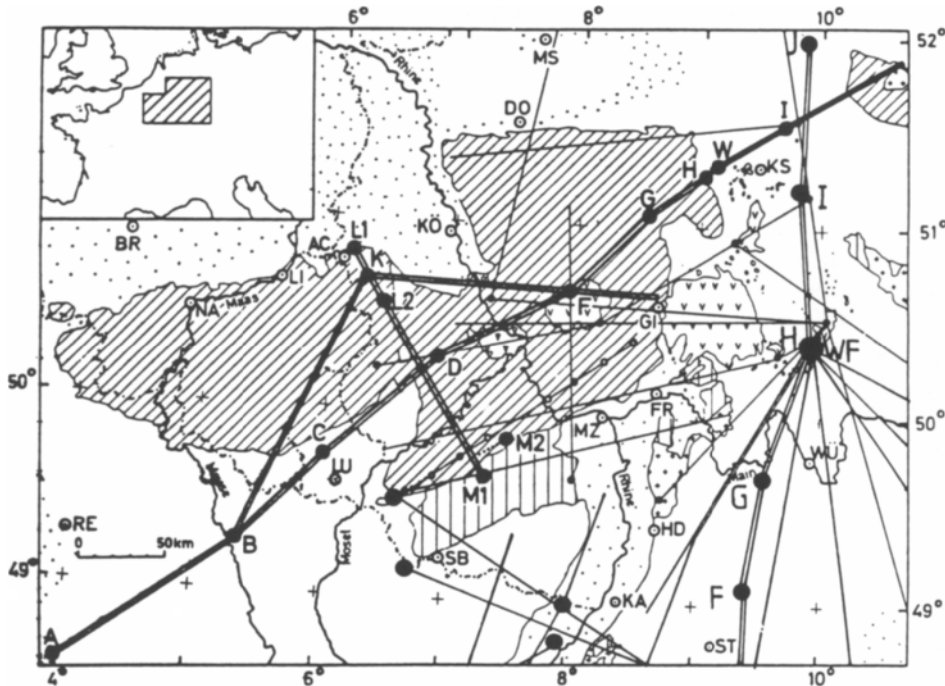 6° 8° 10°
52°
MS
Rhine
DO
I
W
H
KS
I
G
BR
L1
KÖ
51°
AC
K
LI
L2
F
NA
Maas
GI
H
WF
D
50°
FR
50°
C
M2
MZ
WÜ
LU
M1
Main
G
Rhine
RE
0 50km
B
Meuse
Mosel
HD
49°
SB
KA
F
49°
A
ST
4° 6° 8° 10°